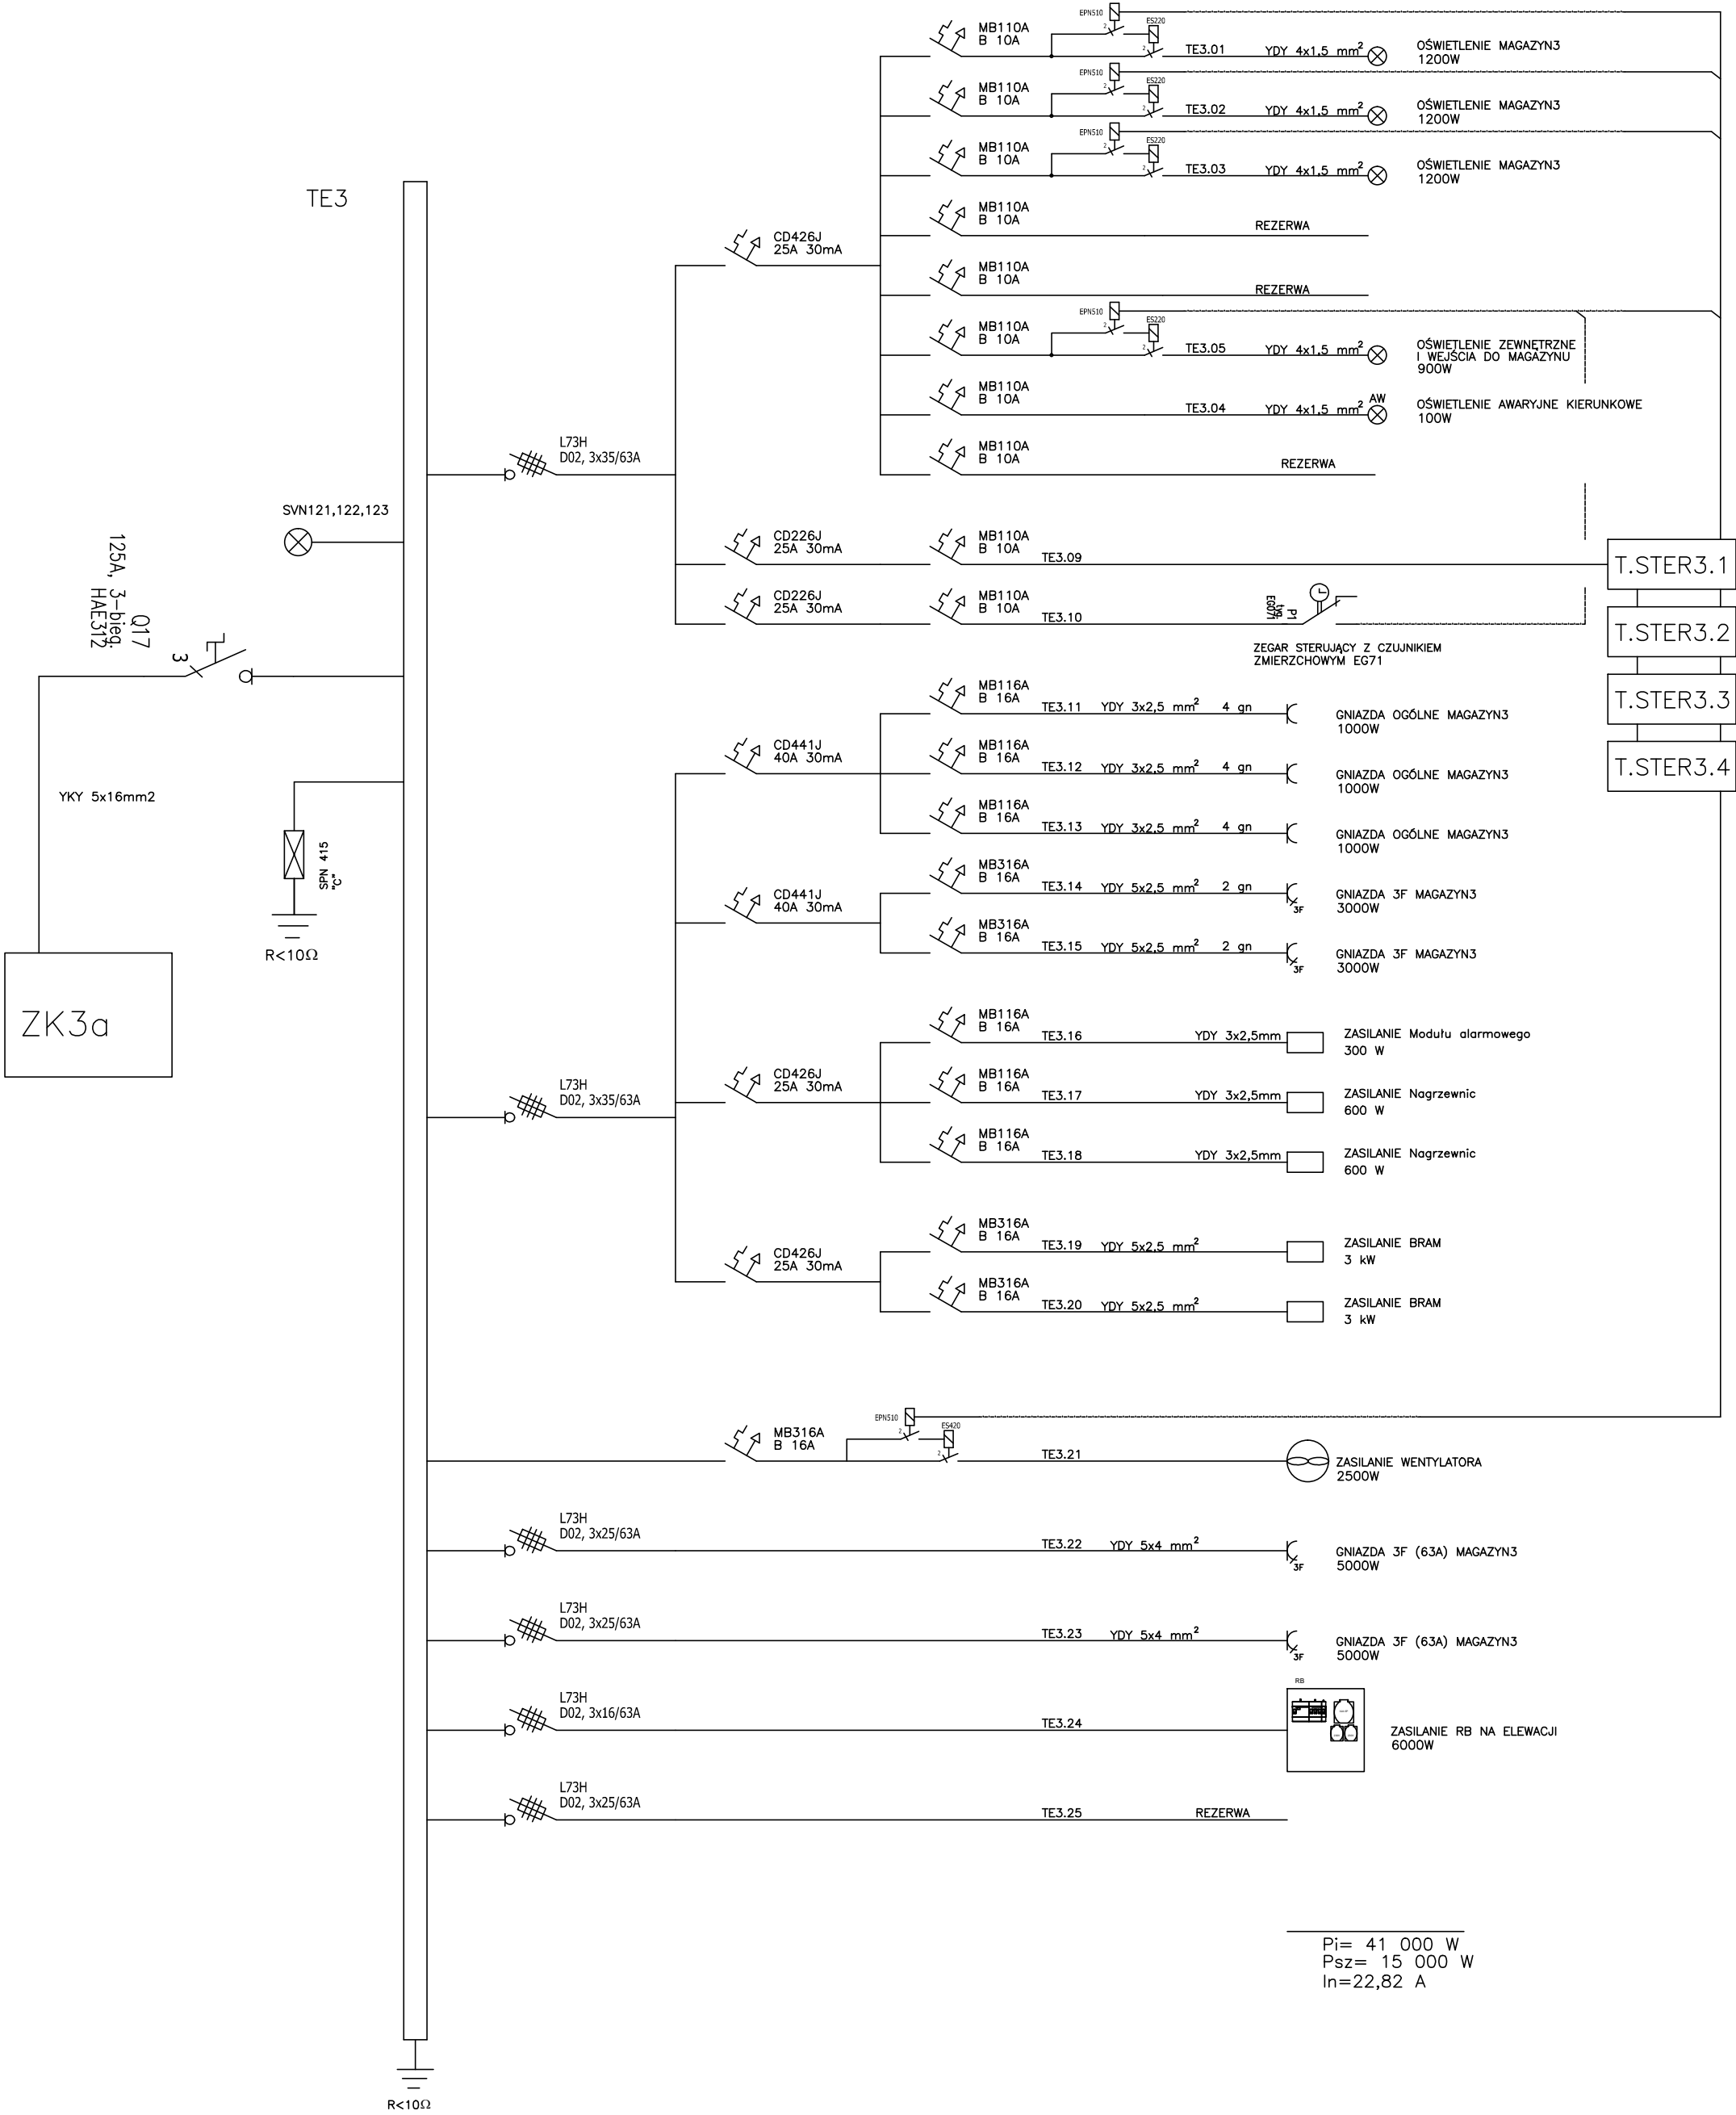 EPN510
ES220
2
2
MB110A
B 10A
TE3.01
YDY 4x1,5 mm²
OŚWIETLENIE MAGAZYN3
1200W
EPN510
ES220
2
2
MB110A
B 10A
TE3.02
YDY 4x1,5 mm²
OŚWIETLENIE MAGAZYN3
1200W
EPN510
ES220
2
2
MB110A
B 10A
TE3.03
YDY 4x1,5 mm²
OŚWIETLENIE MAGAZYN3
1200W
TE3
MB110A
B 10A
REZERWA
CD426J
25A 30mA
MB110A
B 10A
REZERWA
EPN510
ES220
2
2
MB110A
B 10A
TE3.05
YDY 4x1,5 mm²
OŚWIETLENIE ZEWNĘTRZNE
I WEJŚCIA DO MAGAZYNU
900W
MB110A
B 10A
TE3.04
YDY 4x1,5 mm²
AW
OŚWIETLENIE AWARYJNE KIERUNKOWE
100W
L73H
D02, 3x35/63A
MB110A
B 10A
REZERWA
SVN121,122,123
CD226J
25A 30mA
MB110A
B 10A
TE3.09
T.STER3.1
CD226J
25A 30mA
MB110A
B 10A
TE3.10
P1
typ
EG071
ZEGAR STERUJĄCY Z CZUJNIKIEM
ZMIERZCHOWYM EG71
T.STER3.2
T.STER3.3
T.STER3.4
Q17
125A, 3-bieg.
HAE312
3
MB116A
B 16A
TE3.11
YDY 3x2,5 mm²
4 gn
GNIAZDA OGÓLNE MAGAZYN3
1000W
CD441J
40A 30mA
MB116A
B 16A
TE3.12
YDY 3x2,5 mm²
4 gn
GNIAZDA OGÓLNE MAGAZYN3
1000W
YKY 5x16mm2
MB116A
B 16A
TE3.13
YDY 3x2,5 mm²
4 gn
GNIAZDA OGÓLNE MAGAZYN3
1000W
SPN 415
"C"
R<10Ω
MB316A
B 16A
TE3.14
YDY 5x2,5 mm²
2 gn
3F
GNIAZDA 3F MAGAZYN3
3000W
CD441J
40A 30mA
MB316A
B 16A
TE3.15
YDY 5x2,5 mm²
2 gn
3F
GNIAZDA 3F MAGAZYN3
3000W
ZK3a
MB116A
B 16A
TE3.16
YDY 3x2,5mm
ZASILANIE Modułu alarmowego
300 W
L73H
D02, 3x35/63A
CD426J
25A 30mA
MB116A
B 16A
TE3.17
YDY 3x2,5mm
ZASILANIE Nagrzewnic
600 W
MB116A
B 16A
TE3.18
YDY 3x2,5mm
ZASILANIE Nagrzewnic
600 W
MB316A
B 16A
TE3.19
YDY 5x2,5 mm²
ZASILANIE BRAM
3 kW
CD426J
25A 30mA
MB316A
B 16A
TE3.20
YDY 5x2,5 mm²
ZASILANIE BRAM
3 kW
EPN510
ES420
2
2
MB316A
B 16A
TE3.21
ZASILANIE WENTYLATORA
2500W
L73H
D02, 3x25/63A
TE3.22
YDY 5x4 mm²
3F
GNIAZDA 3F (63A) MAGAZYN3
5000W
L73H
D02, 3x25/63A
TE3.23
YDY 5x4 mm²
3F
GNIAZDA 3F (63A) MAGAZYN3
5000W
L73H
D02, 3x16/63A
TE3.24
RB
ZASILANIE RB NA ELEWACJI
6000W
L73H
D02, 3x25/63A
TE3.25
REZERWA
Pi= 41 000 W
Psz= 15 000 W
In=22,82 A
R<10Ω